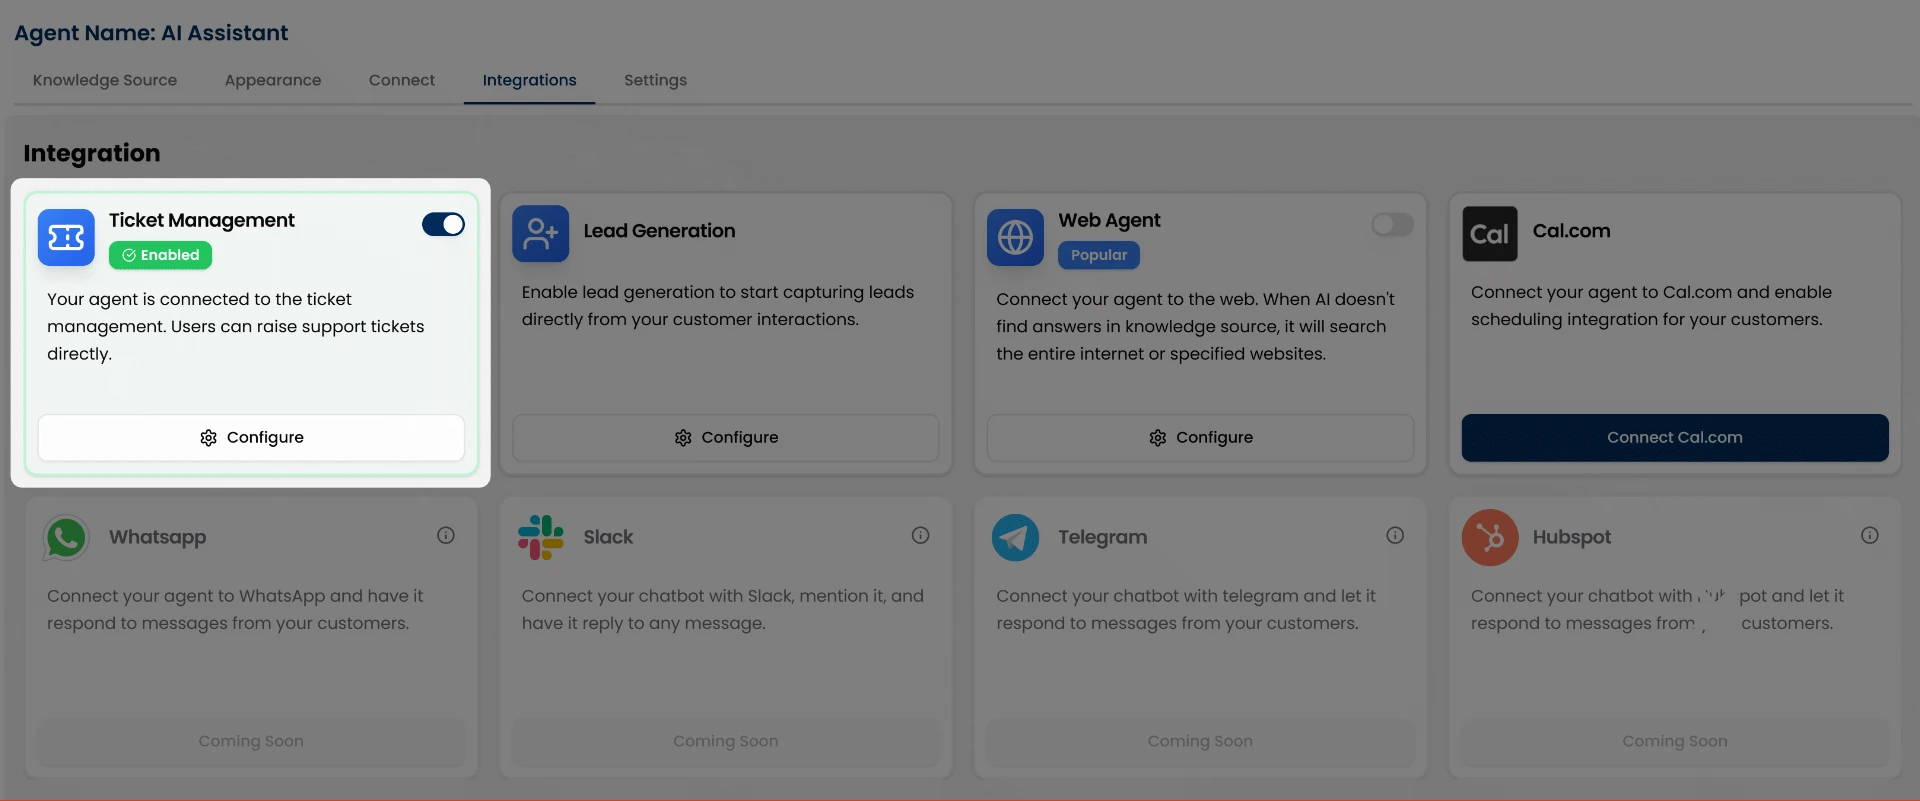 Agent Name: AI Assistant
Knowledge Source
Appearance
Connect
Integrations
Settings
Integration
Ticket Management
Enabled
Your agent is connected to the ticket
management. Users can raise support tickets
directly.
Configure
Lead Generation
Enable lead generation to start capturing leads
directly from your customer interactions.
Configure
Web Agent
Popular
Connect your agent to the web. When AI doesn't
find answers in knowledge source, it will search
the entire internet or specified websites.
Configure
Cal
Cal.com
Connect your agent to Cal.com and enable
scheduling integration for your customers.
Connect Cal.com
Whatsapp
Connect your agent to WhatsApp and have it
respond to messages from your customers.
Coming Soon
Slack
Connect your chatbot with Slack, mention it, and
have it reply to any message.
Coming Soon
Telegram
Connect your chatbot with telegram and let it
respond to messages from your customers.
Coming Soon
Hubspot
Connect your chatbot with pot and let it
respond to messages from customers.
Coming Soon